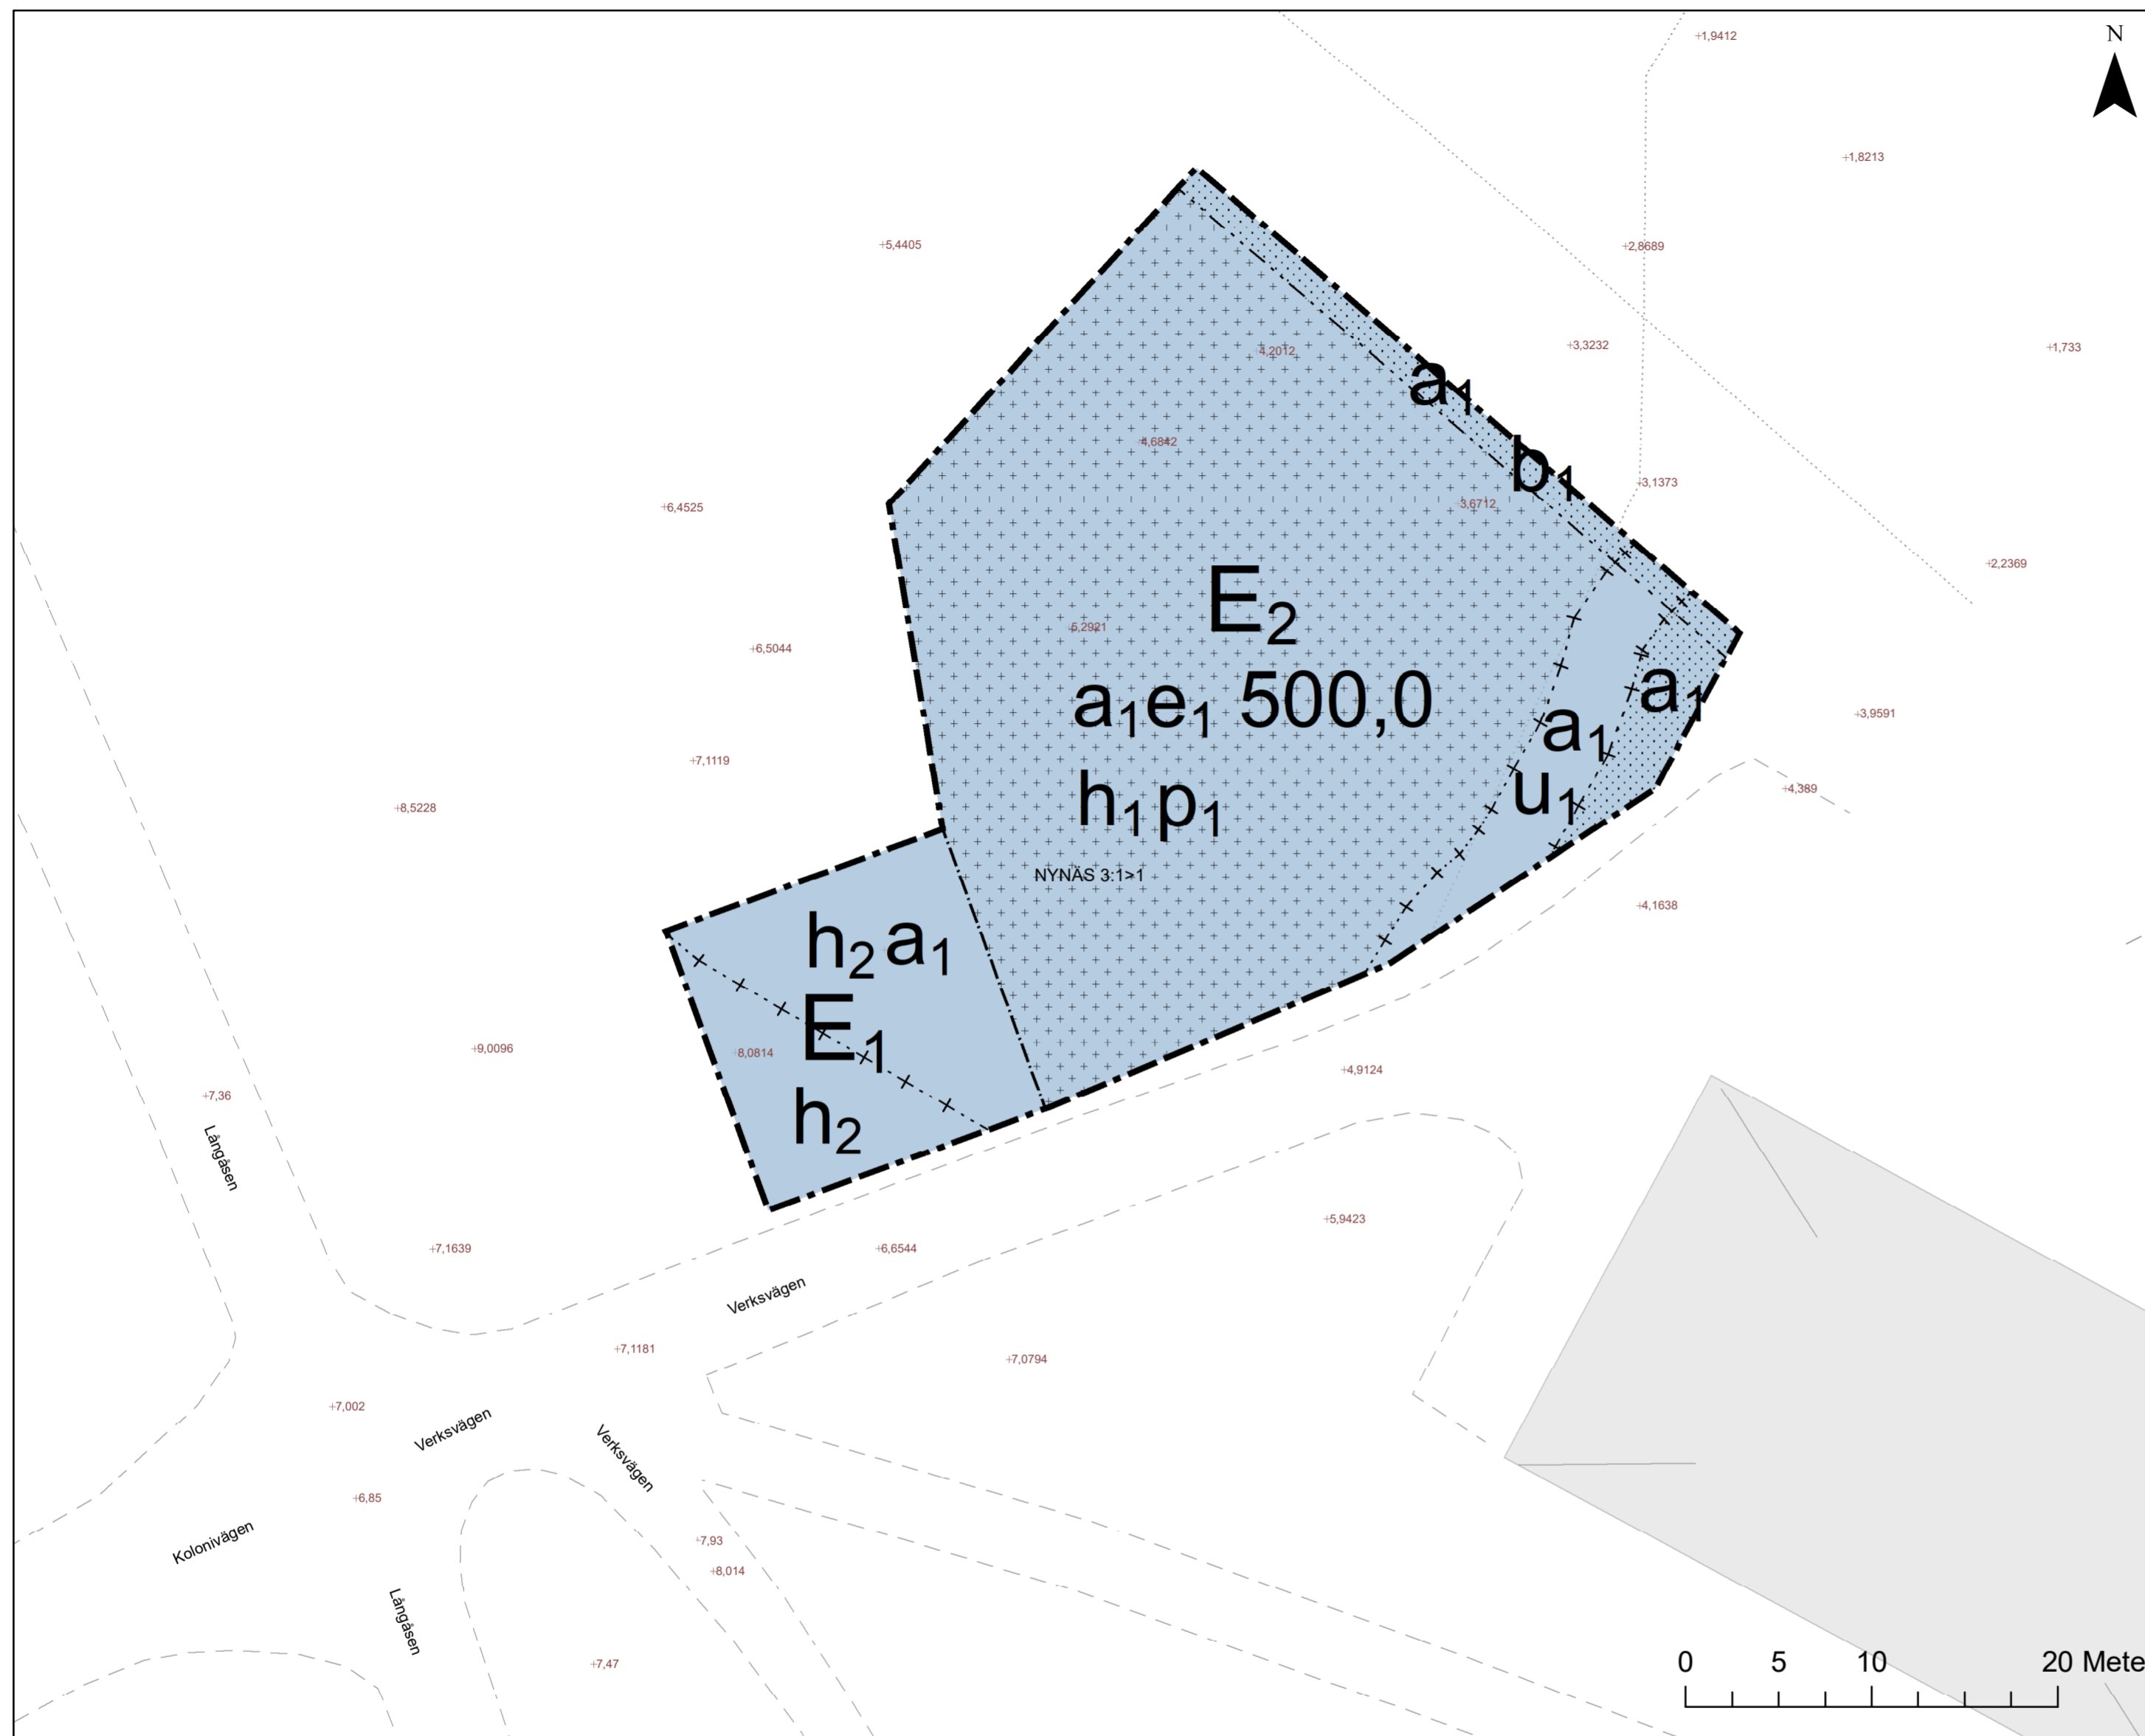 N
+1,9412
+1,8213
+5,4405
+2,8689
+3,3232
+1,733
4,2012
a1
4,6842
b1
+3,1373
+6,4525
3,6712
+2,2369
E2
5,2921
+6,5044
a1e1 500,0
a1
+3,9591
a1
+7,1119
u1
+4,389
h1p1
+8,5228
NYNÄS 3:1>1
+4,1638
h2a1
E1
+9,0096
+8,0814
+4,9124
+7,36
h2
Långåsen
+5,9423
+7,1639
+6,6544
Verksvägen
+7,1181
+7,0794
+7,002
Verksvägen
Verksvägen
+6,85
Kolonivägen
+7,93
+8,014
Långåsen
+7,47
0 5 10 20 Mete